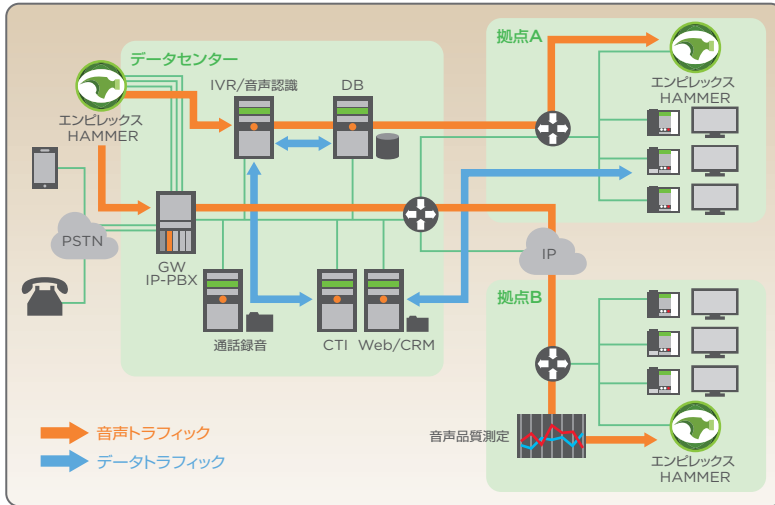 データセンター
エンピレックス
HAMMER
IVR/音声認識
DB
PSTN
GW
IP-PBX
通話録音
CTI
Web/CRM
拠点A
エンピレックス
HAMMER
IP
拠点B
音声品質測定
エンピレックス
HAMMER
音声トラフィック
データトラフィック